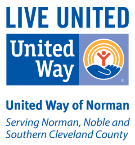 LIVE UNITED
United
Way
United Way of Norman
Serving Norman, Noble and
Southern Cleveland County